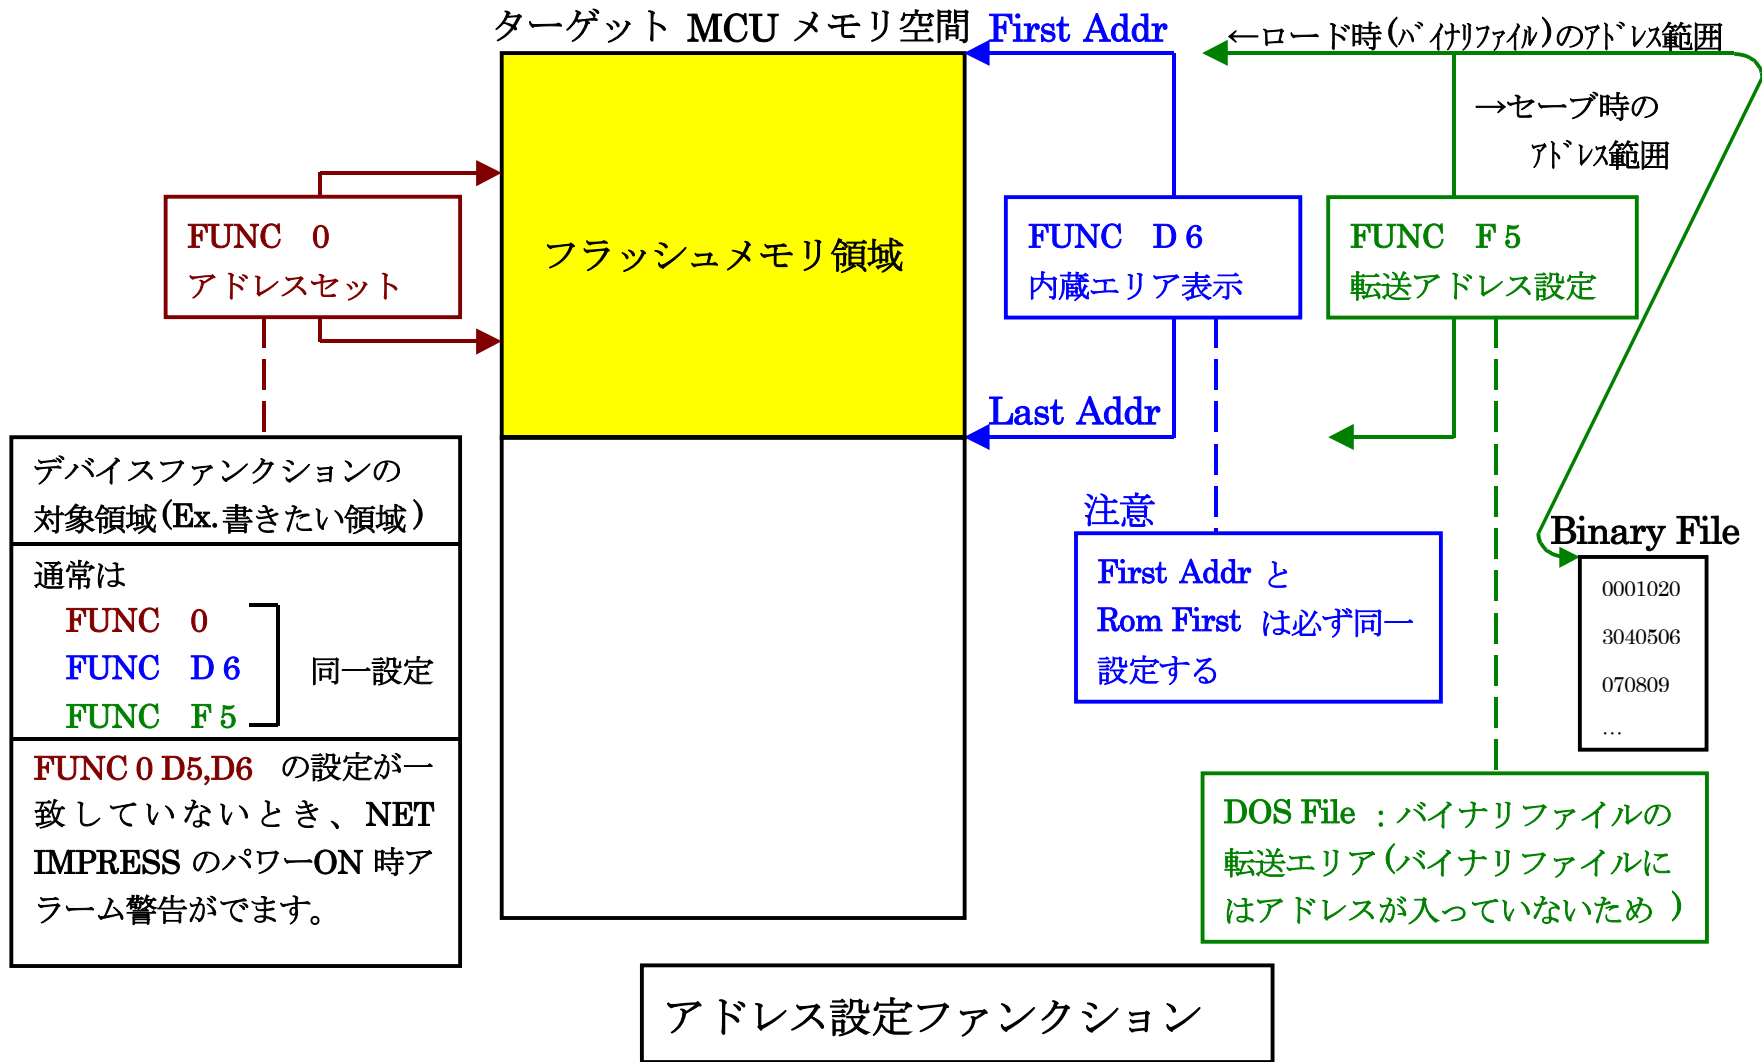 ターゲット MCU メモリ空間
First Addr
←ロード時(バイナリファイル)のアドレス範囲
→セーブ時の
アドレス範囲
FUNC 0
アドレスセット
フラッシュメモリ領域
FUNC D 6
内蔵エリア表示
FUNC F 5
転送アドレス設定
Last Addr
デバイスファンクションの
対象領域(Ex.書きたい領域)
通常は
FUNC 0
FUNC D 6
FUNC F 5
同一設定
FUNC 0 D5,D6 の設定が一
致していないとき、NET
IMPRESS のパワーON 時ア
ラーム警告がでます。
注意
First Addr と
Rom First は必ず同一
設定する
Binary File
0001020
3040506
070809
…
DOS File : バイナリファイルの
転送エリア(バイナリファイルに
はアドレスが入っていないため )
アドレス設定ファンクション